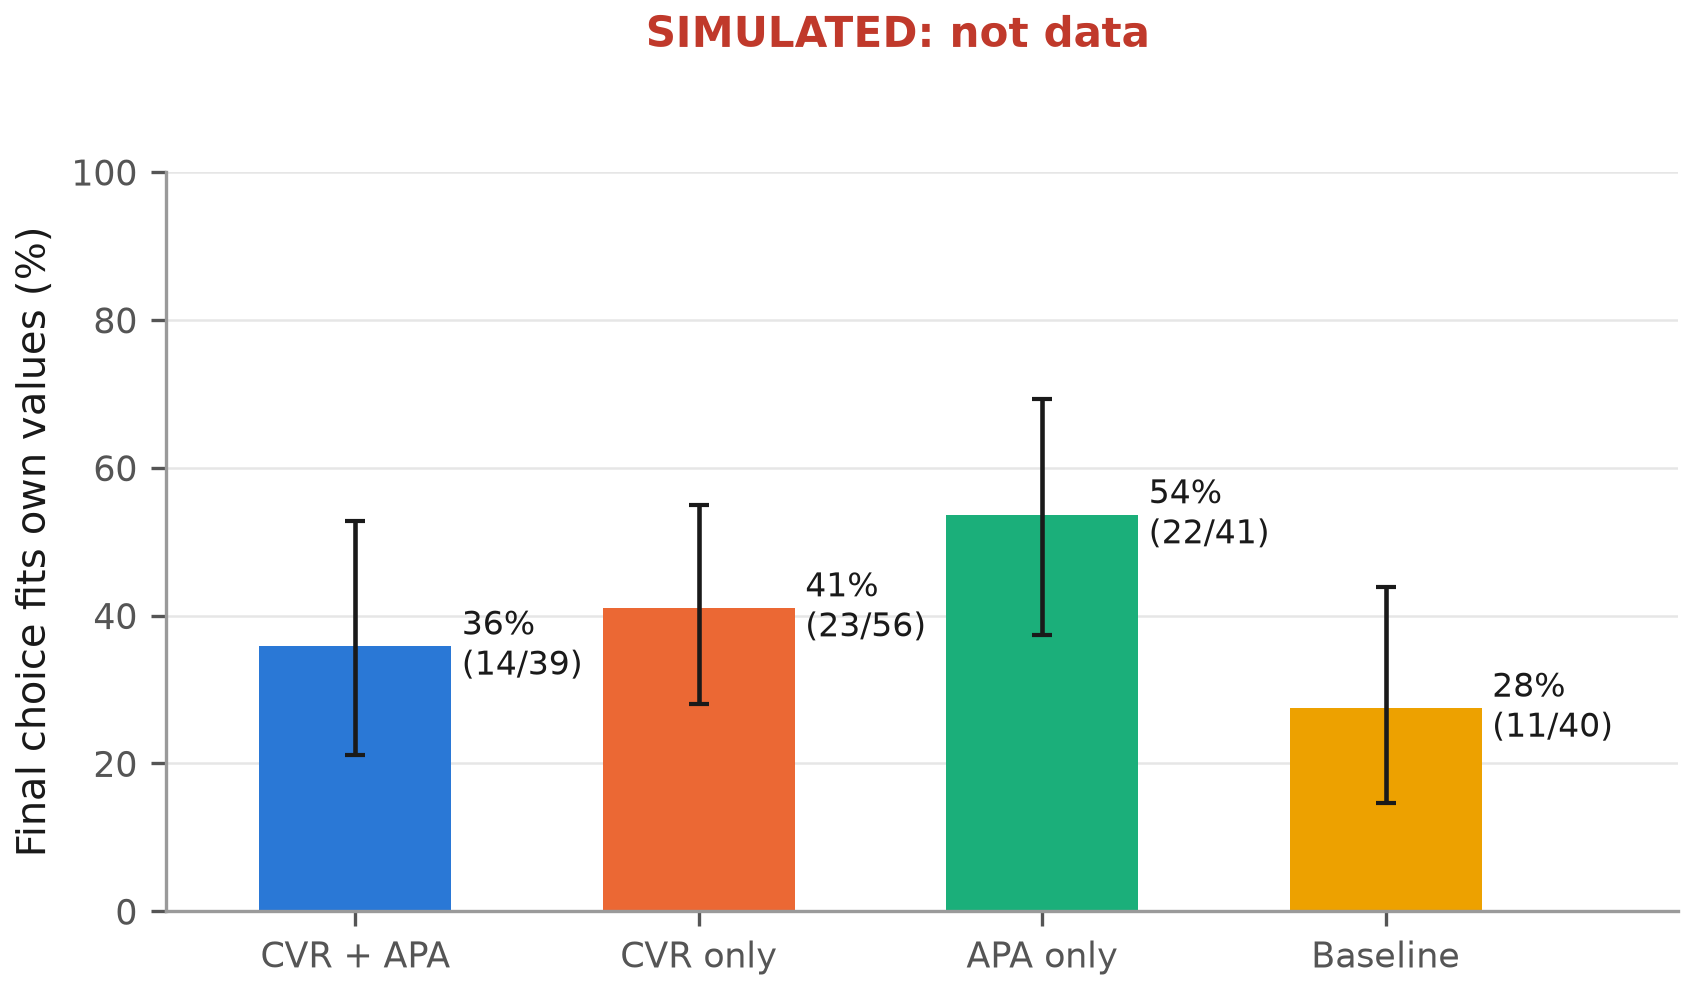 SIMULATED: not data
Final choice fits own values (%)
100
80
60
40
20
0
36%
(14/39)
41%
(23/56)
54%
(22/41)
28%
(11/40)
CVR + APA
CVR only
APA only
Baseline